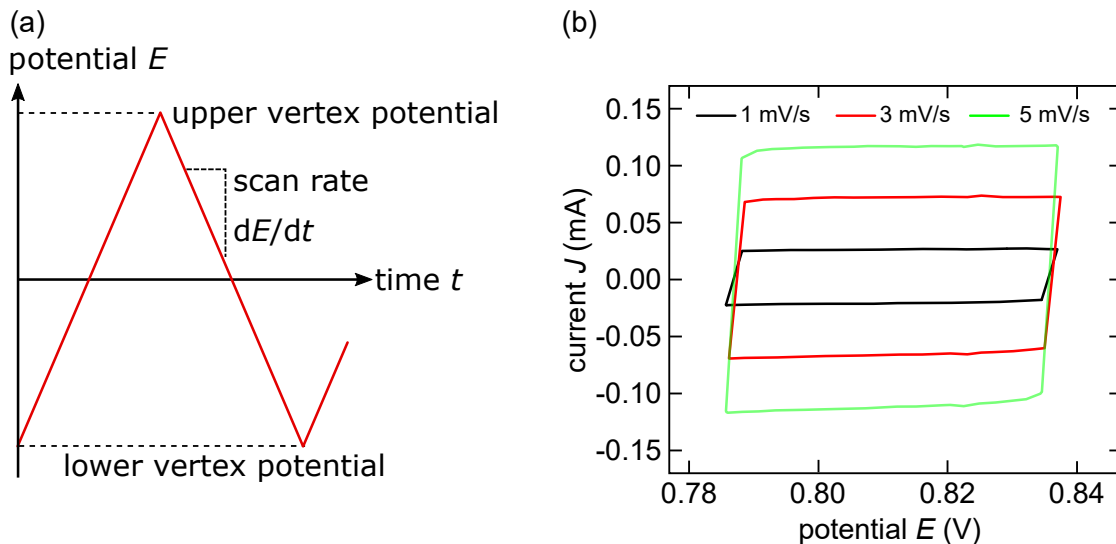 (a)
potential E
upper vertex potential
scan rate
dE/dt
time t
lower vertex potential
(b)
1 mV/s 3 mV/s 5 mV/s
0.15
0.10
0.05
0.00
-0.05
-0.10
-0.15
current J (mA)
0.78 0.80 0.82 0.84
potential E (V)